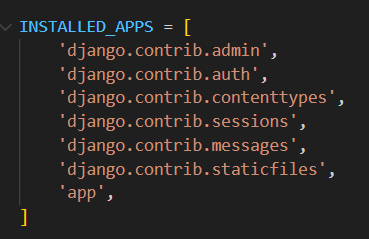 INSTALLED_APPS = [
    'django.contrib.admin',
    'django.contrib.auth',
    'django.contrib.contenttypes',
    'django.contrib.sessions',
    'django.contrib.messages',
    'django.contrib.staticfiles',
    'app',
]